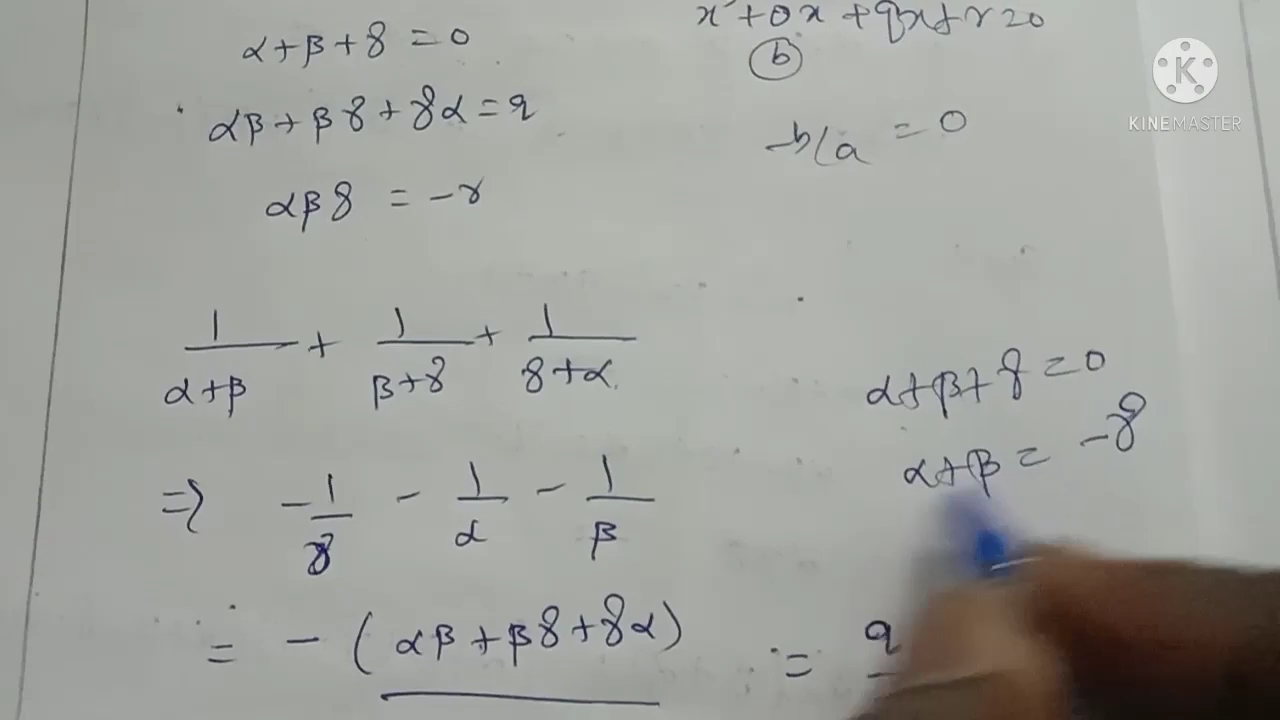 α+β+γ=0
x³+0x²+qx+r=0
(b)
αβ+βγ+γα=q
-b/a=0
αβγ=-r
1/(α+β)+1/(β+γ)+1/(γ+α)
α+β+γ=0
α+β=-γ
⇒ -1/γ-1/α-1/β
=-(αβ+βγ+γα)
=q
K
KINEMASTER